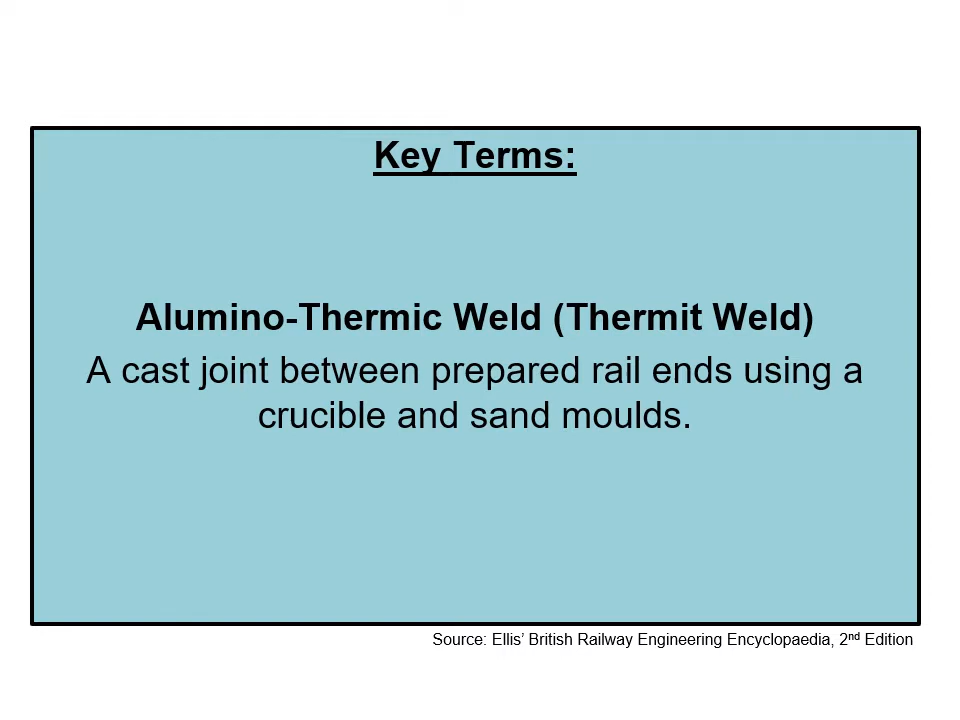 Key Terms:
Alumino-Thermic Weld (Thermit Weld)
A cast joint between prepared rail ends using a
crucible and sand moulds.
Source: Ellis’ British Railway Engineering Encyclopaedia, 2nd Edition